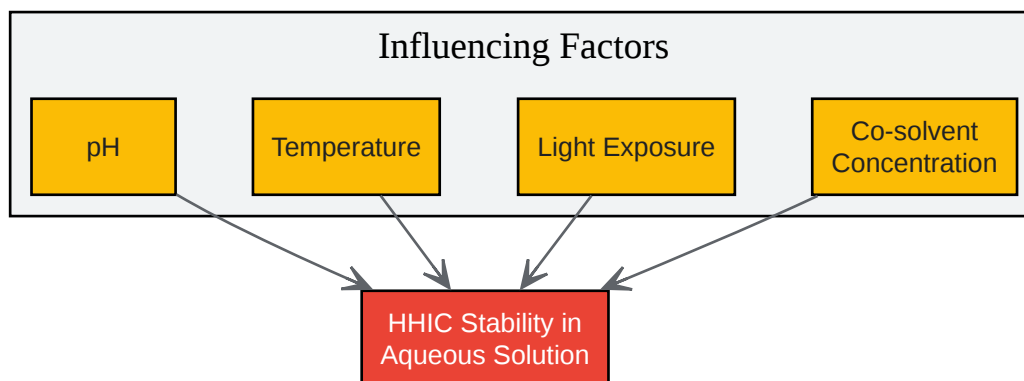 Influencing Factors
pH
Temperature
Light Exposure
Co-solvent
Concentration
HHIC Stability in
Aqueous Solution